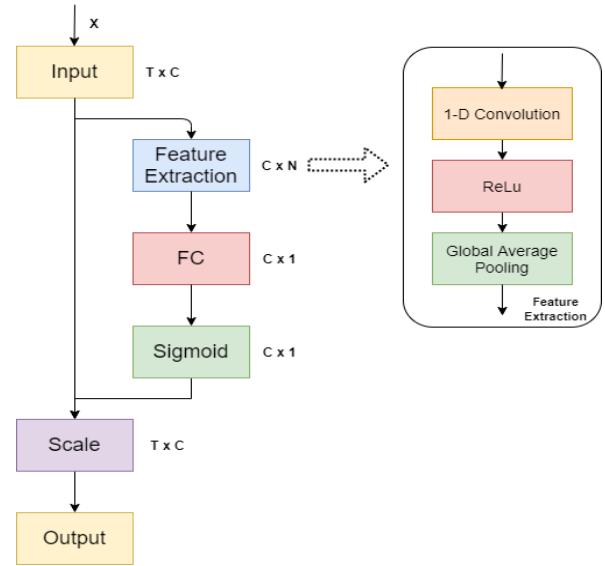 X
Input
T x C
Feature
Extraction
C x N
FC
C x 1
Sigmoid
C x 1
Scale
T x C
Output
1-D Convolution
ReLu
Global Average
Pooling
Feature
Extraction